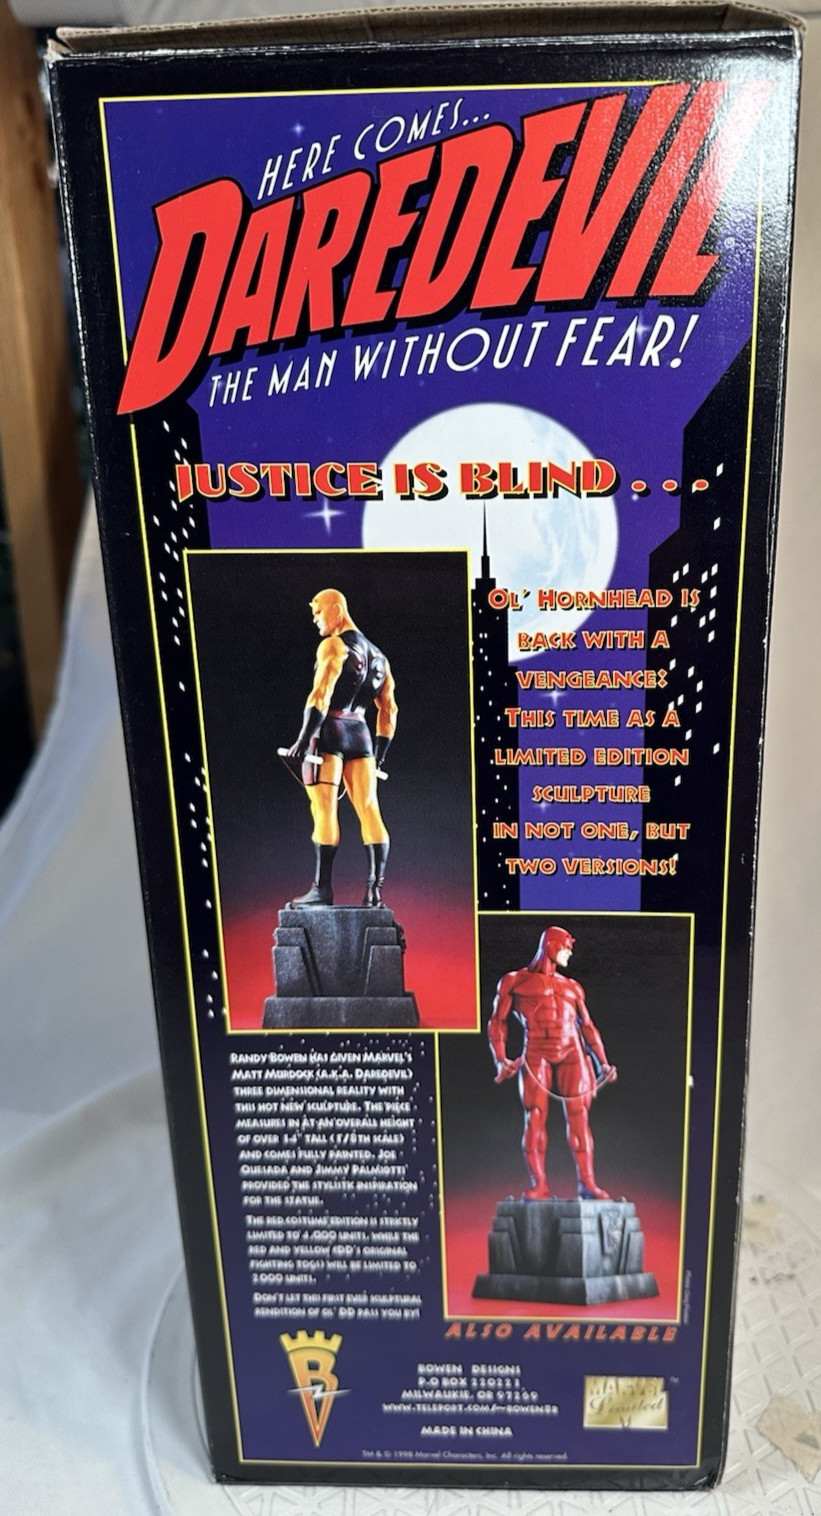 HERE COMES...
DAREDEVIL
THE MAN WITHOUT FEAR!
JUSTICE IS BLIND . . .
OL' HORNHEAD IS
BACK WITH A
VENGEANCE:
THIS TIME AS A
LIMITED EDITION
SCULPTURE
IN NOT ONE, BUT
TWO VERSIONS!
RANDY BOWEN HAS GIVEN MARVEL'S
MATT MURDOCK (A.K.A. DAREDEVIL)
THREE DIMENSIONAL REALITY WITH
THIS HOT NEW SCULPTURE. THE PIECE
MEASURES IN AT AN OVERALL HEIGHT
OF OVER 14" TALL (1/8TH SCALE)
AND COMES FULLY PAINTED. JOE
QUESADA AND JIMMY PALMIOTTI
PROVIDED THE STYLISTIC INSPIRATION
FOR THE STATUE.
THE RED COSTUME EDITION IS STRICTLY
LIMITED TO 4,000 UNITS, WHILE THE
RED AND YELLOW (DD'S ORIGINAL
FIGHTING TOGS) WILL BE LIMITED TO
2000 UNITS.
DON'T LET THIS FIRST EVER SCULPTURAL
RENDITION OF OL' DD PASS YOU BY!
ALSO AVAILABLE
B
BOWEN DESIGNS
P.O BOX 220221
MILWAUKIE, OR 97269
WWW.TELEPORT.COM/~BOWEN
MADE IN CHINA
MARVEL
Limited
TM & © 1998 Marvel Characters, Inc. All rights reserved.